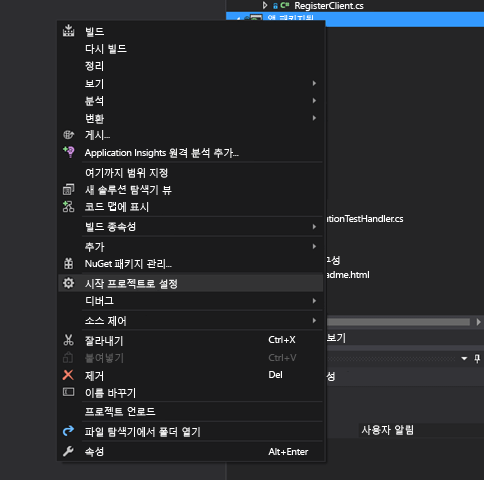 RegisterClient.cs
빌드
다시 빌드
정리
보기
분석
변환
게시...
Application Insights 원격 분석 추가...
여기까지 범위 지정
새 솔루션 탐색기 뷰
코드 맵에 표시
utionTestHandler.cs
빌드 종속성
추가
구성
NuGet 패키지 관리...
adme.html
시작 프로젝트로 설정
디버그
소스 제어
잘라내기 Ctrl+X
보기
붙여넣기 Ctrl+V
제거 Del
성
이름 바꾸기
프로젝트 언로드
파일 탐색기에서 폴더 열기
사용자 알림
속성 Alt+Enter